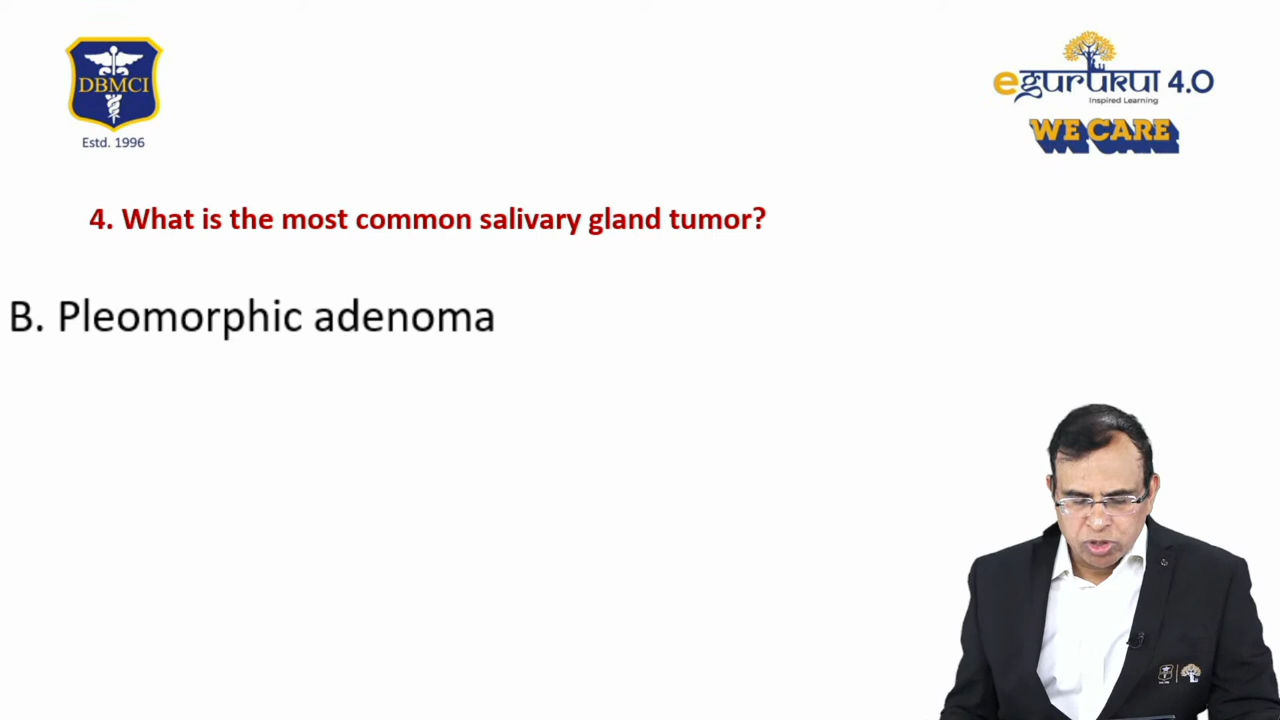 DBMCI
Estd. 1996
eGurukul 4.0
Inspired Learning
WE CARE
4. What is the most common salivary gland tumor?
B. Pleomorphic adenoma